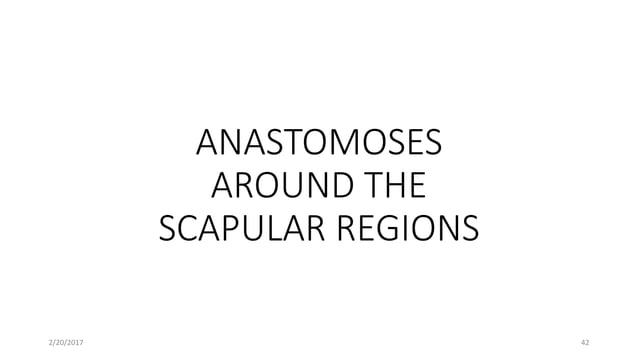 ANASTOMOSES
AROUND THE
SCAPULAR REGIONS
2/20/2017
42